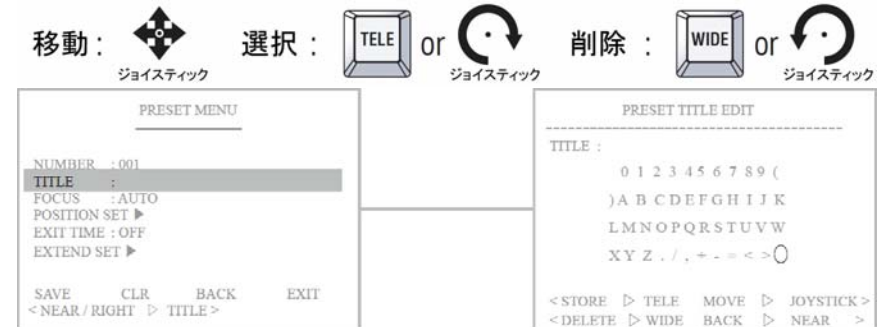 移動： 選択： TELE or 削除： WIDE or
ジョイスティック ジョイスティック ジョイスティック
PRESET MENU
NUMBER : 001
TITLE :
FOCUS : AUTO
POSITION SET ▶
EXIT TIME : OFF
EXTEND SET ▶
SAVE CLR BACK EXIT
< NEAR / RIGHT ▷ TITLE >
PRESET TITLE EDIT
TITLE :
0 1 2 3 4 5 6 7 8 9 (
) A B C D E F G H I J K
L M N O P Q R S T U V W
X Y Z . / , + - = < >
< STORE ▷ TELE MOVE ▷ JOYSTICK >
< DELETE ▷ WIDE BACK ▷ NEAR >